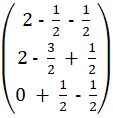 2 - 1/2 - 1/2
2 - 3/2 + 1/2
0 + 1/2 - 1/2